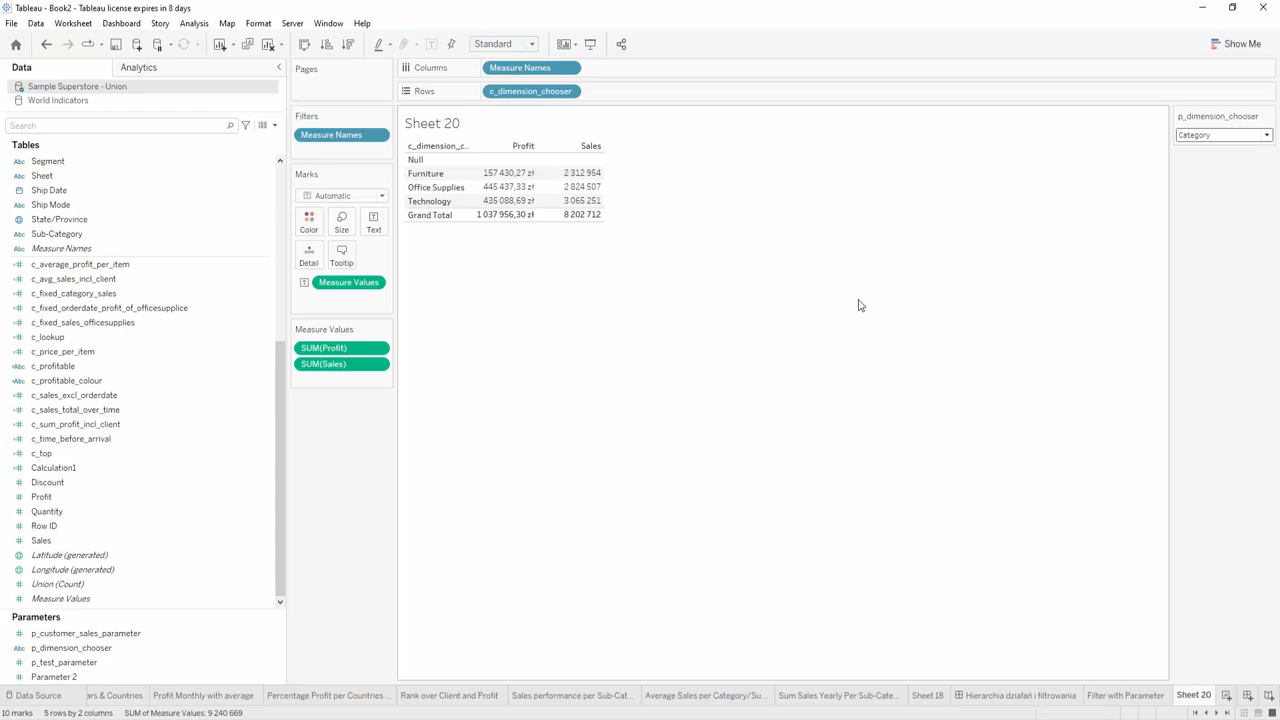 Tableau - Book2 - Tableau license expires in 8 days
File Data Worksheet Dashboard Story Analysis Map Format Server Window Help
Standard
Show Me
Data Analytics
Sample Superstore - Union
World Indicators
Search
Tables
Abc Segment
Abc Sheet
Ship Date
Abc Ship Mode
State/Province
Abc Sub-Category
Abc Measure Names
c_average_profit_per_item
c_avg_sales_incl_client
c_fixed_category_sales
c_fixed_orderdate_profit_of_officesupplice
c_fixed_sales_officesupplies
c_lookup
c_price_per_item
Abc c_profitable
Abc c_profitable_colour
c_sales_excl_orderdate
c_sales_total_over_time
c_sum_profit_incl_client
c_time_before_arrival
c_top
Calculation1
Discount
Profit
Quantity
Row ID
Sales
Latitude (generated)
Longitude (generated)
Union (Count)
Measure Values
Parameters
p_customer_sales_parameter
Abc p_dimension_chooser
p_test_parameter
Parameter 2
Pages
Filters
Measure Names
Marks
Automatic
Color Size Text
Detail Tooltip
Measure Values
Measure Values
SUM(Profit)
SUM(Sales)
Columns Measure Names
Rows c_dimension_chooser
Sheet 20
c_dimension_c.. Profit Sales
Null
Furniture 157 430,27 zł 2 312 954
Office Supplies 445 437,33 zł 2 824 507
Technology 435 088,69 zł 3 065 251
Grand Total 1 037 956,30 zł 8 202 712
p_dimension_chooser
Category
Data Source ars & Countries Profit Monthly with average Percentage Profit per Countries... Rank over Client and Profit Sales performance per Sub-Cat... Average Sales per Category/Su... Sum Sales Yearly Per Sub-Cate... Sheet 18 Hierarchia działań i filtrowania Filter with Parameter Sheet 20
10 marks 5 rows by 2 columns SUM of Measure Values: 9 240 669